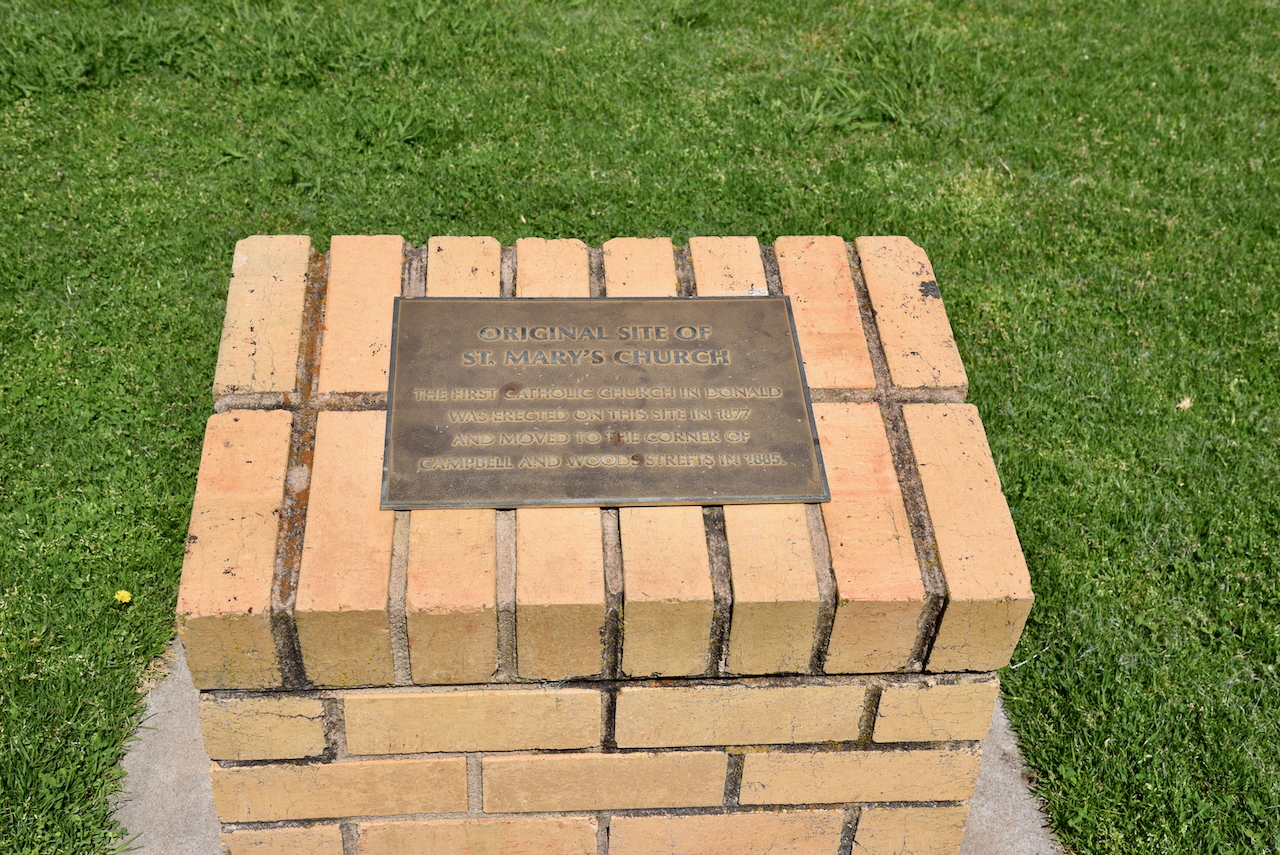 ORIGINAL SITE OF
ST. MARY'S CHURCH
THE FIRST CATHOLIC CHURCH IN DONALD
WAS ERECTED ON THIS SITE IN 1877
AND MOVED TO THE CORNER OF
CAMPBELL AND WOODS STREETS IN 1885.